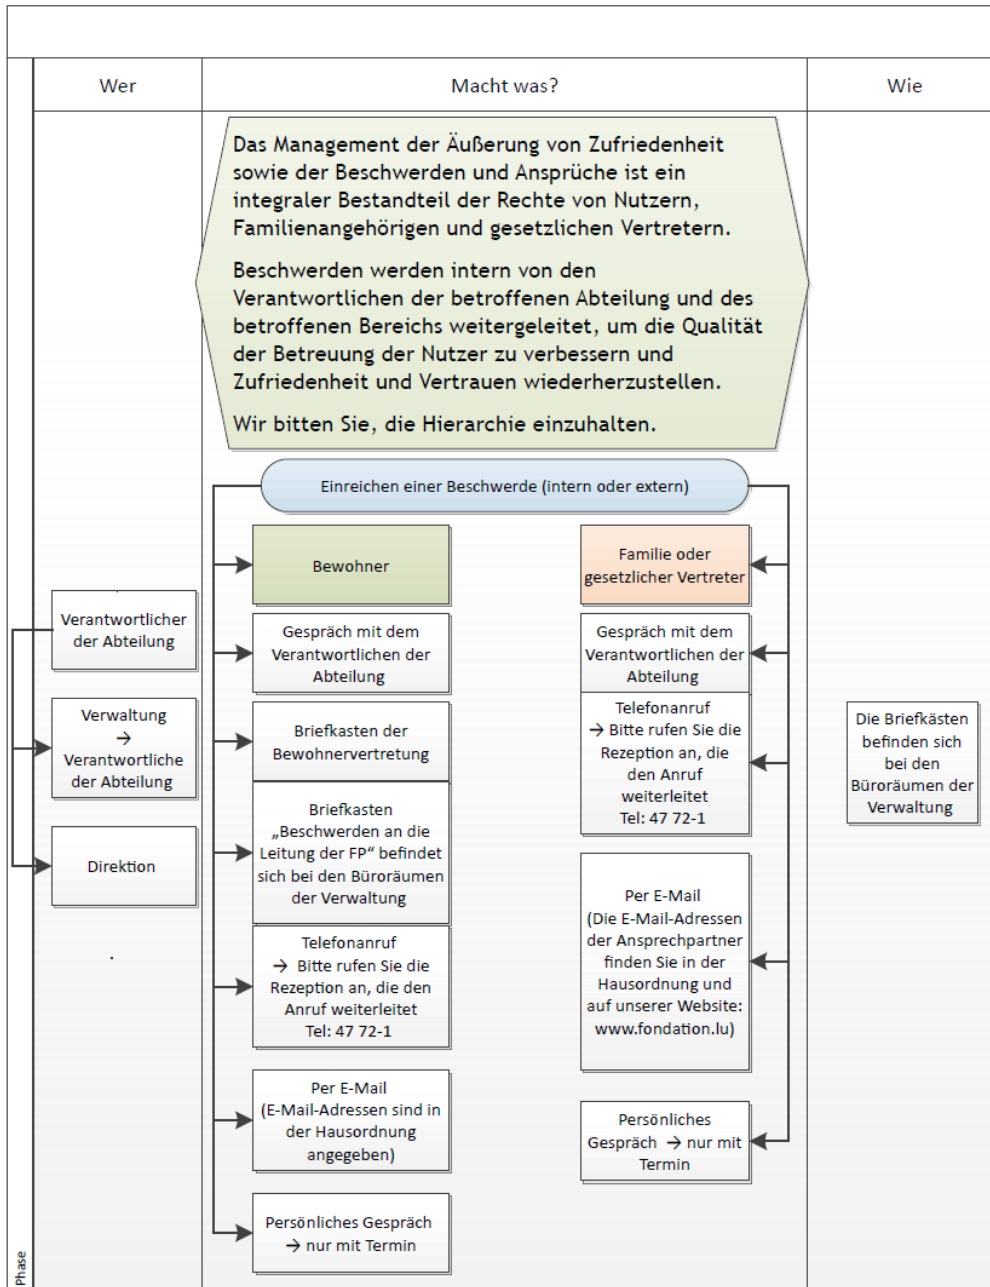 Wer
Macht was?
Wie
Das Management der Äußerung von Zufriedenheit
sowie der Beschwerden und Ansprüche ist ein
integraler Bestandteil der Rechte von Nutzern,
Familienangehörigen und gesetzlichen Vertretern.
Beschwerden werden intern von den
Verantwortlichen der betroffenen Abteilung und des
betroffenen Bereichs weitergeleitet, um die Qualität
der Betreuung der Nutzer zu verbessern und
Zufriedenheit und Vertrauen wiederherzustellen.
Wir bitten Sie, die Hierarchie einzuhalten.
Einreichen einer Beschwerde (intern oder extern)
Verantwortlicher
der Abteilung
Verwaltung
→
Verantwortliche
der Abteilung
Direktion
Bewohner
Gespräch mit dem
Verantwortlichen der
Abteilung
Briefkasten der
Bewohnervertretung
Briefkasten
„Beschwerden an die
Leitung der FP“ befindet
sich bei den Büroräumen
der Verwaltung
Telefonanruf
→ Bitte rufen Sie die
Rezeption an, die den
Anruf weiterleitet
Tel: 47 72-1
Per E-Mail
(E-Mail-Adressen sind in
der Hausordnung
angegeben)
Persönliches Gespräch
→ nur mit Termin
Familie oder
gesetzlicher Vertreter
Gespräch mit dem
Verantwortlichen der
Abteilung
Telefonanruf
→ Bitte rufen Sie die
Rezeption an, die
den Anruf
weiterleitet
Tel: 47 72-1
Per E-Mail
(Die E-Mail-Adressen
der Ansprechpartner
finden Sie in der
Hausordnung und
auf unserer Website:
www.fondation.lu)
Persönliches
Gespräch → nur mit
Termin
Die Briefkästen
befinden sich
bei den
Büroräumen der
Verwaltung
Phase